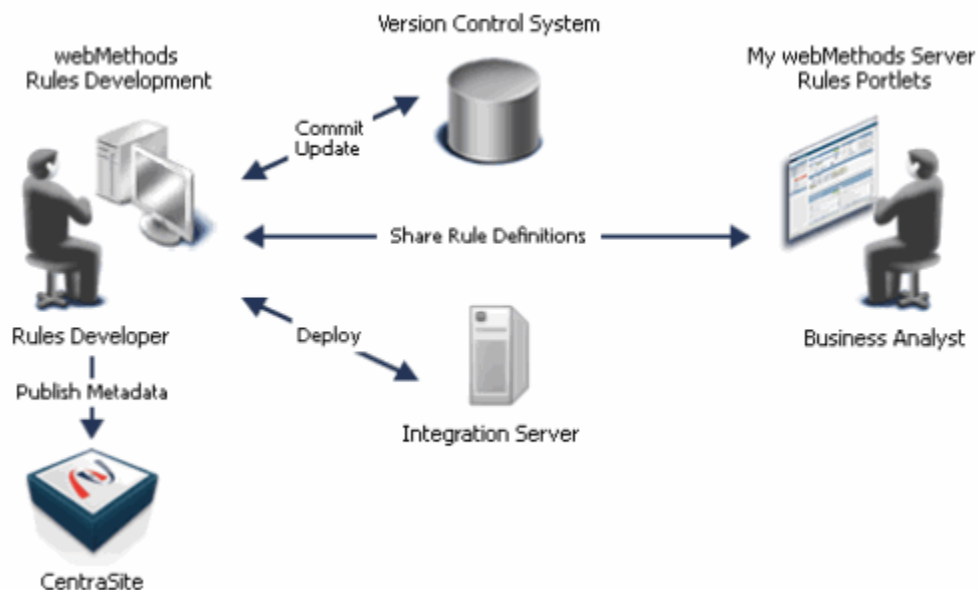 Version Control System
webMethods
Rules Development
My webMethods Server
Rules Portlets
Commit
Update
Share Rule Definitions
Rules Developer
Deploy
Business Analyst
Publish Metadata
Integration Server
CentraSite